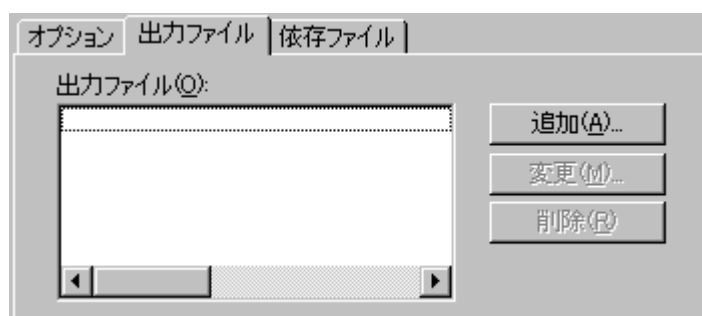 オプション 出力ファイル 依存ファイル
出力ファイル(O):
追加(A)...
変更(M)...
削除(R)